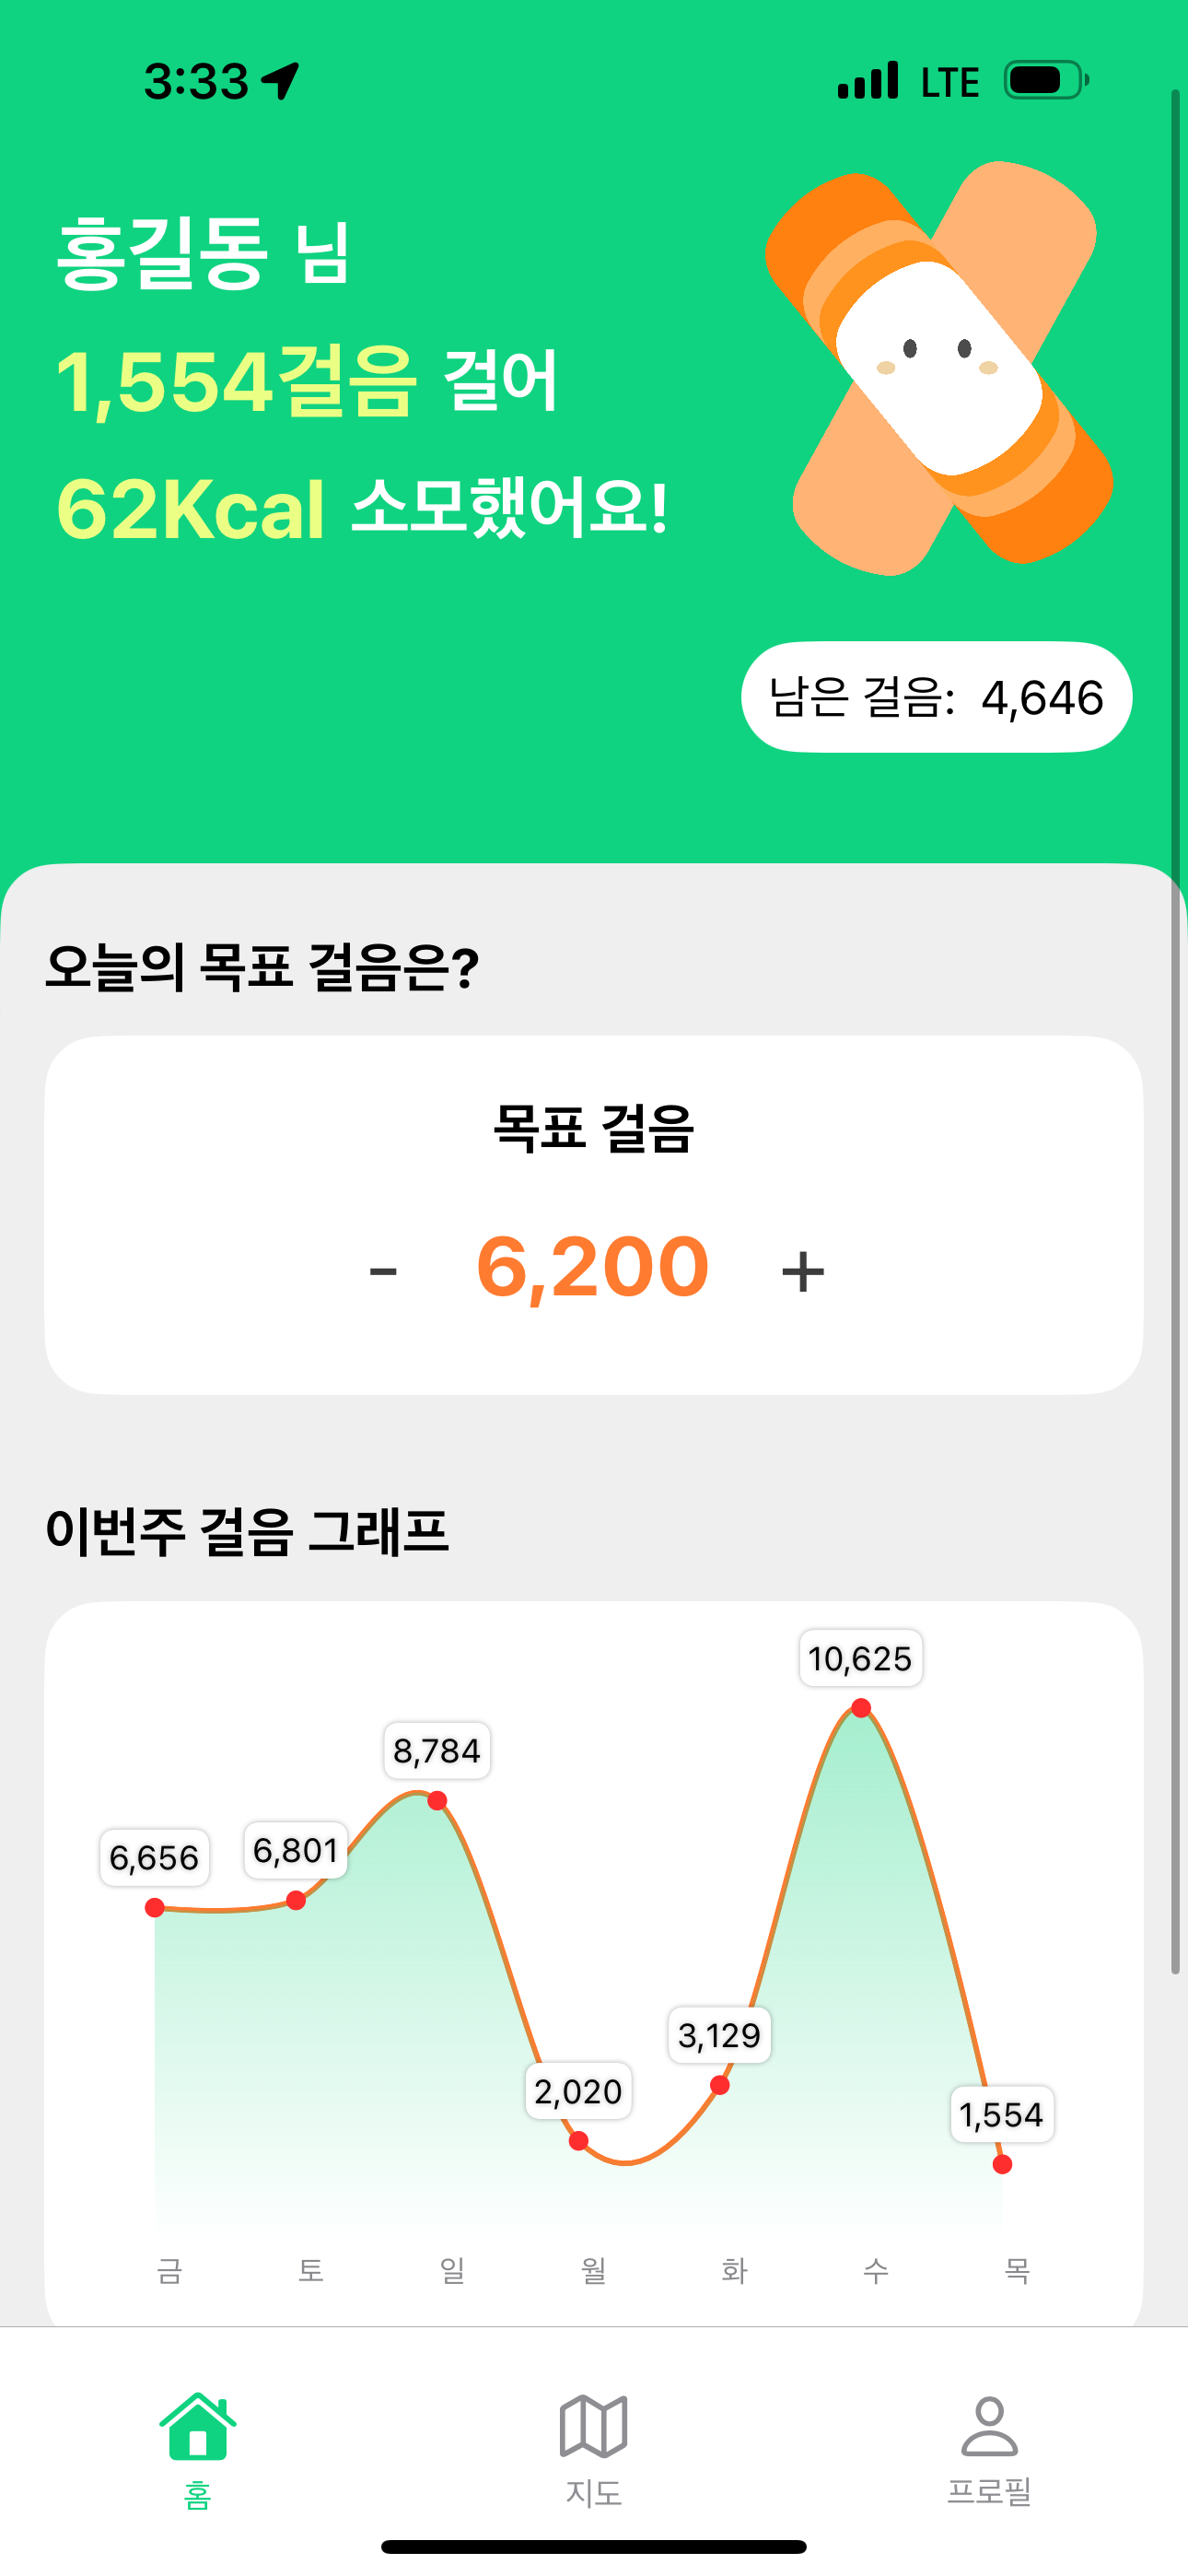 3:33 LTE
홍길동 님
1,554걸음 걸어
62Kcal 소모했어요!
남은 걸음: 4,646
오늘의 목표 걸음은?
목표 걸음
- 6,200 +
이번주 걸음 그래프
10,625
8,784
6,801
6,656
3,129
2,020
1,554
금 토 일 월 화 수 목
홈 지도 프로필